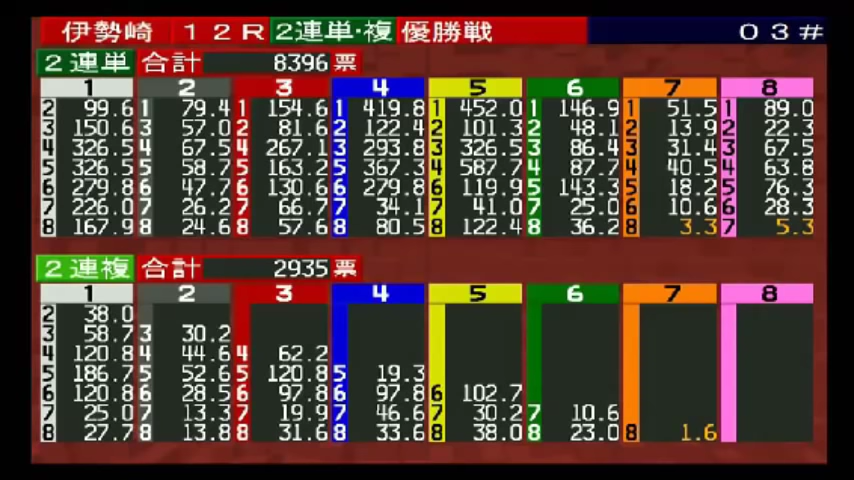 伊勢崎 12R 2連単・複 優勝戦 03#
2連単 合計 8396票
1 2 3 4 5 6 7 8
2 99.6 1 79.4 1 154.6 1 419.8 1 452.0 1 146.9 1 51.5 1 89.0
3 150.6 3 57.0 2 81.6 2 122.4 2 101.3 2 48.1 2 13.9 2 22.3
4 326.5 4 67.5 4 267.1 3 293.8 3 326.5 3 86.4 3 31.4 3 67.5
5 326.5 5 58.7 5 163.2 5 367.3 4 587.7 4 87.7 4 40.5 4 63.8
6 279.8 6 47.7 6 130.6 6 279.8 6 119.9 5 143.3 5 18.2 5 76.3
7 226.0 7 26.2 7 66.7 7 34.1 7 41.0 7 25.0 6 10.6 6 28.3
8 167.9 8 24.6 8 57.6 8 80.5 8 122.4 8 36.2 8 3.3 7 5.3
2連複 合計 2935票
1 2 3 4 5 6 7 8
2 38.0
3 58.7 3 30.2
4 120.8 4 44.6 4 62.2
5 186.7 5 52.6 5 120.8 5 19.3
6 120.8 6 28.5 6 97.8 6 97.8 6 102.7
7 25.0 7 13.3 7 19.9 7 46.6 7 30.2 7 10.6
8 27.7 8 13.8 8 31.6 8 33.6 8 38.0 8 23.0 8 1.6